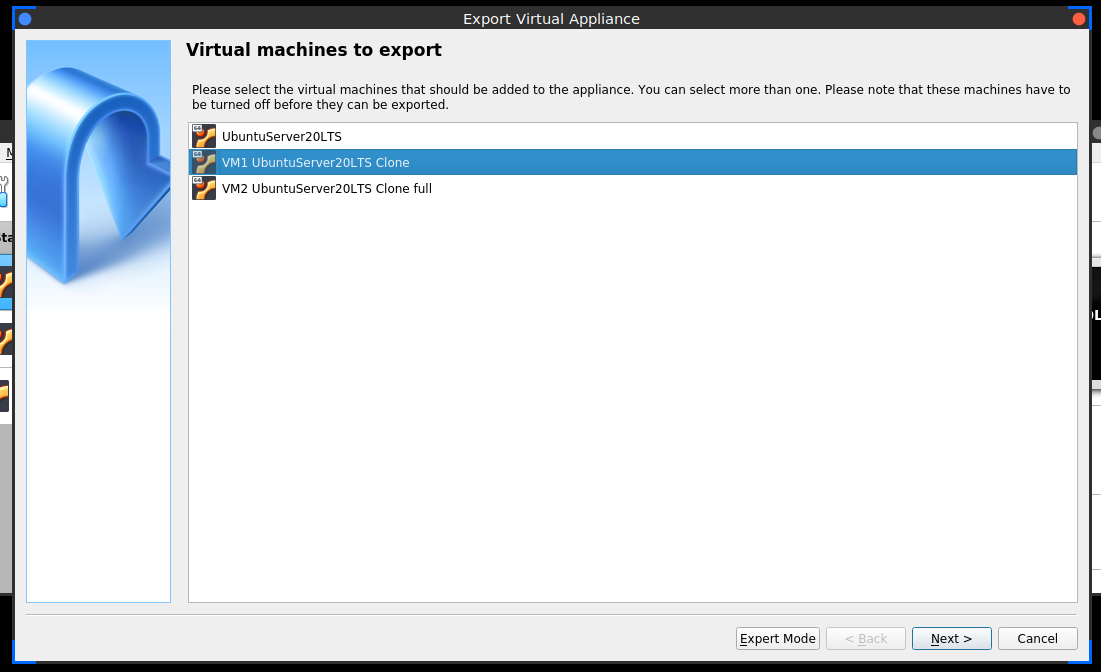 Export Virtual Appliance
Virtual machines to export
Please select the virtual machines that should be added to the appliance. You can select more than one. Please note that these machines have to
be turned off before they can be exported.
UbuntuServer20LTS
VM1 UbuntuServer20LTS Clone
VM2 UbuntuServer20LTS Clone full
Expert Mode
< Back
Next >
Cancel